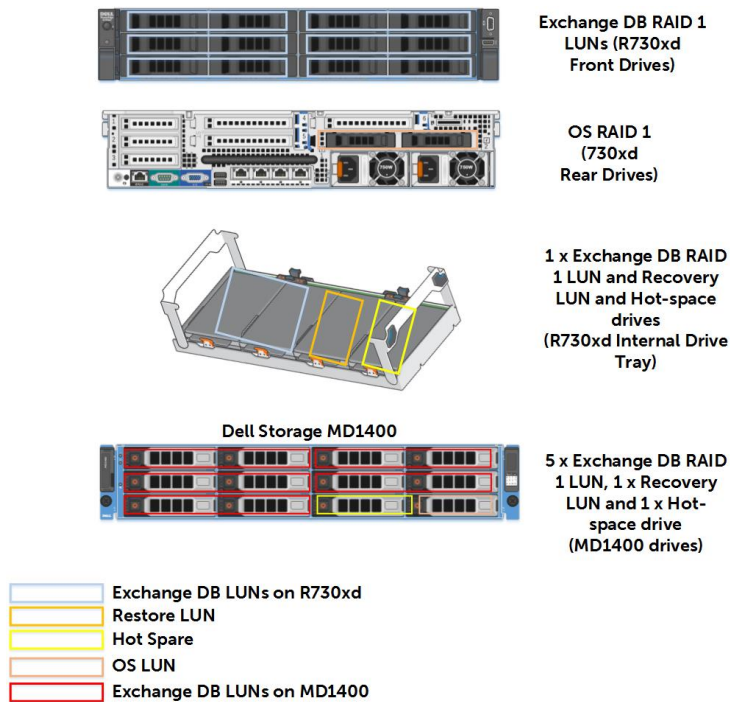 Exchange DB RAID 1
LUNs (R730xd
Front Drives)
OS RAID 1
(730xd
Rear Drives)
1 x Exchange DB RAID
1 LUN and Recovery
LUN and Hot-space
drives
(R730xd Internal Drive
Tray)
Dell Storage MD1400
5 x Exchange DB RAID
1 LUN, 1 x Recovery
LUN and 1 x Hot-
space drive
(MD1400 drives)
Exchange DB LUNs on R730xd
Restore LUN
Hot Spare
OS LUN
Exchange DB LUNs on MD1400